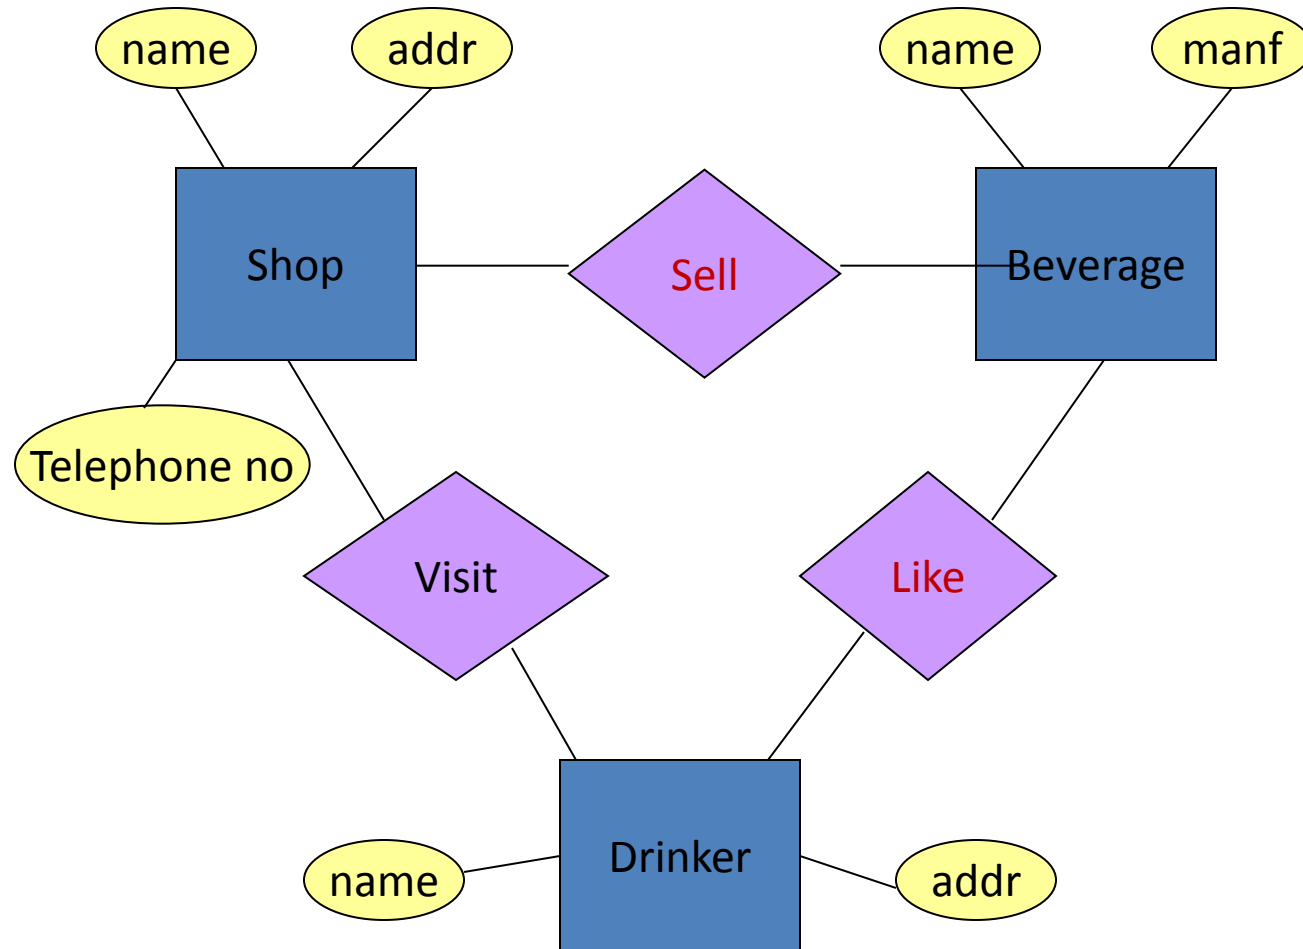 name
addr
name
manf
Shop
Sell
Beverage
Telephone no
Visit
Like
Drinker
name
addr